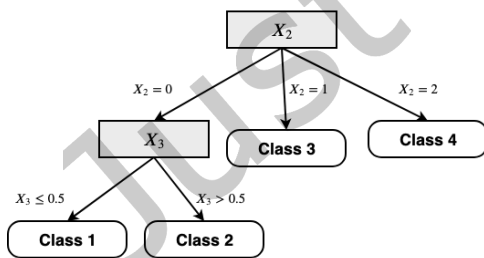 X₂
X₂ = 0
X₂ = 1
X₂ = 2
X₃
Class 3
Class 4
X₃ ≤ 0.5
X₃ > 0.5
Class 1
Class 2
Just